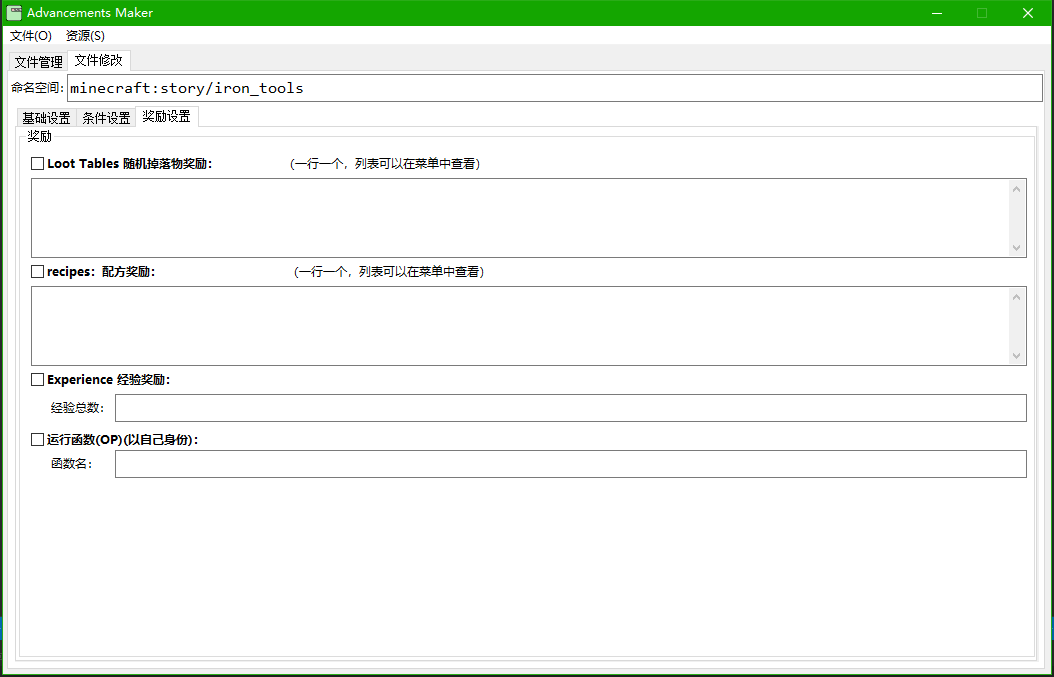 Advancements Maker
文件(O) 资源(S)
文件管理 文件修改
命名空间: minecraft:story/iron_tools
基础设置 条件设置 奖励设置
奖励
Loot Tables 随机掉落物奖励: (一行一个，列表可以在菜单中查看)
recipes: 配方奖励: (一行一个，列表可以在菜单中查看)
Experience 经验奖励:
经验总数:
运行函数(OP)(以自己身份):
函数名: